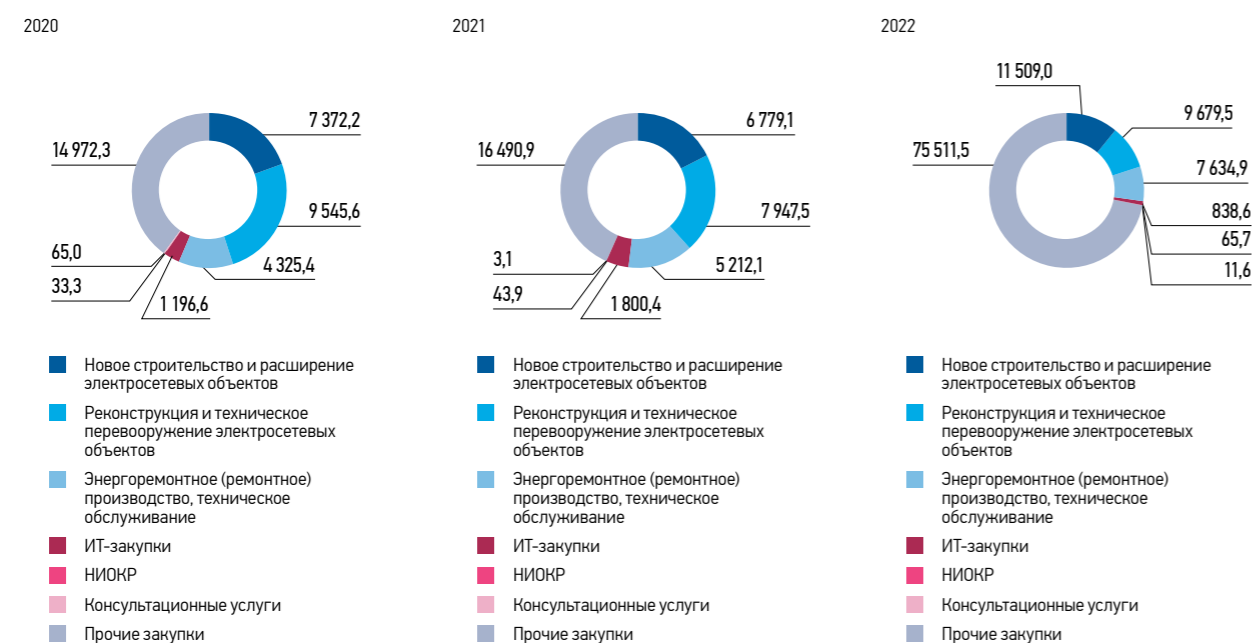 2020
7 372,2
14 972,3
9 545,6
65,0
4 325,4
33,3
1 196,6
Новое строительство и расширение
электросетевых объектов
Реконструкция и техническое
перевооружение электросетевых
объектов
Энергоремонтное (ремонтное)
производство, техническое
обслуживание
ИТ-закупки
НИОКР
Консультационные услуги
Прочие закупки
2021
6 779,1
16 490,9
7 947,5
3,1
5 212,1
43,9
1 800,4
Новое строительство и расширение
электросетевых объектов
Реконструкция и техническое
перевооружение электросетевых
объектов
Энергоремонтное (ремонтное)
производство, техническое
обслуживание
ИТ-закупки
НИОКР
Консультационные услуги
Прочие закупки
2022
11 509,0
9 679,5
75 511,5
7 634,9
838,6
65,7
11,6
Новое строительство и расширение
электросетевых объектов
Реконструкция и техническое
перевооружение электросетевых
объектов
Энергоремонтное (ремонтное)
производство, техническое
обслуживание
ИТ-закупки
НИОКР
Консультационные услуги
Прочие закупки